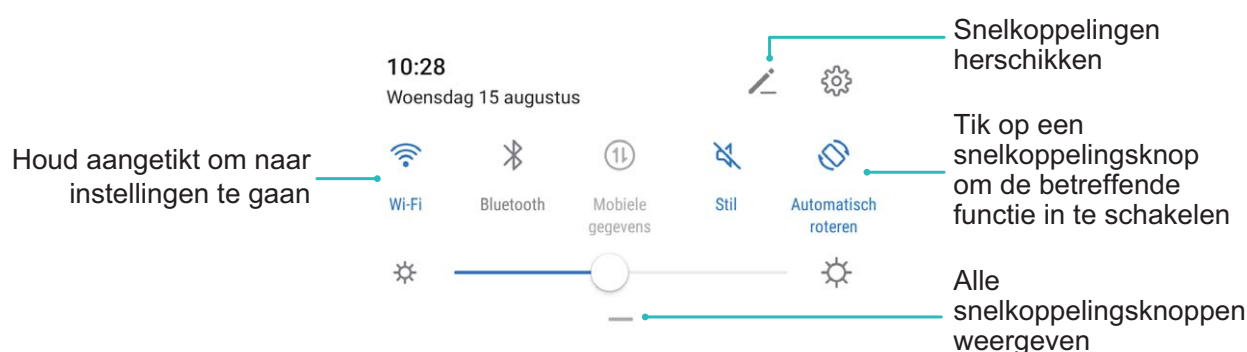 Snelkoppelingen
herschikken
10:28
Woensdag 15 augustus
Houd aangetikt om naar
instellingen te gaan
Tik op een
snelkoppelingsknop
om de betreffende
functie in te schakelen
Wi-Fi
Bluetooth
Mobiele
gegevens
Stil
Automatisch
roteren
Alle
snelkoppelingsknoppen
weergeven